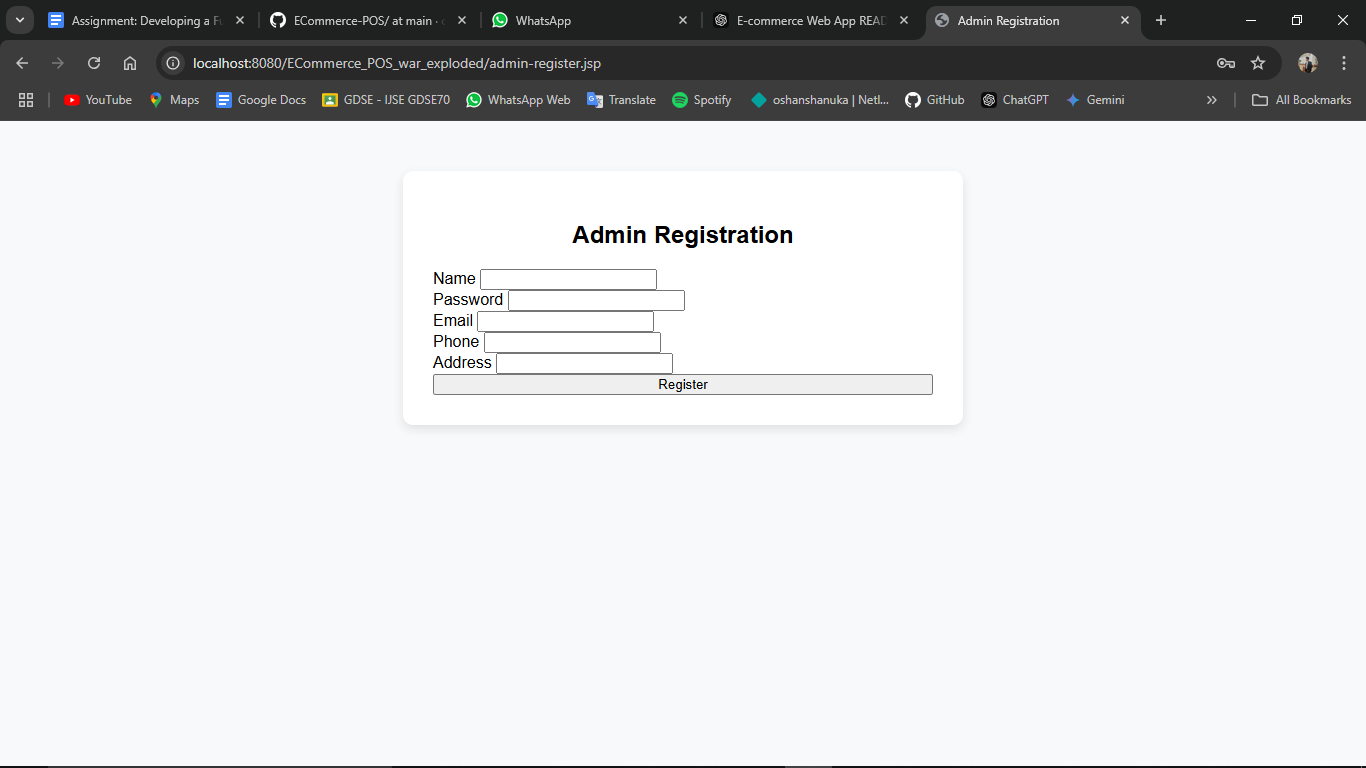 Assignment: Developing a Fu
ECommerce-POS/ at main ·
WhatsApp
E-commerce Web App READ
Admin Registration
localhost:8080/ECommerce_POS_war_exploded/admin-register.jsp
YouTube
Maps
Google Docs
GDSE - IJSE GDSE70
WhatsApp Web
Translate
Spotify
oshanshanuka | Netl...
GitHub
ChatGPT
Gemini
All Bookmarks
Admin Registration
Name
Password
Email
Phone
Address
Register